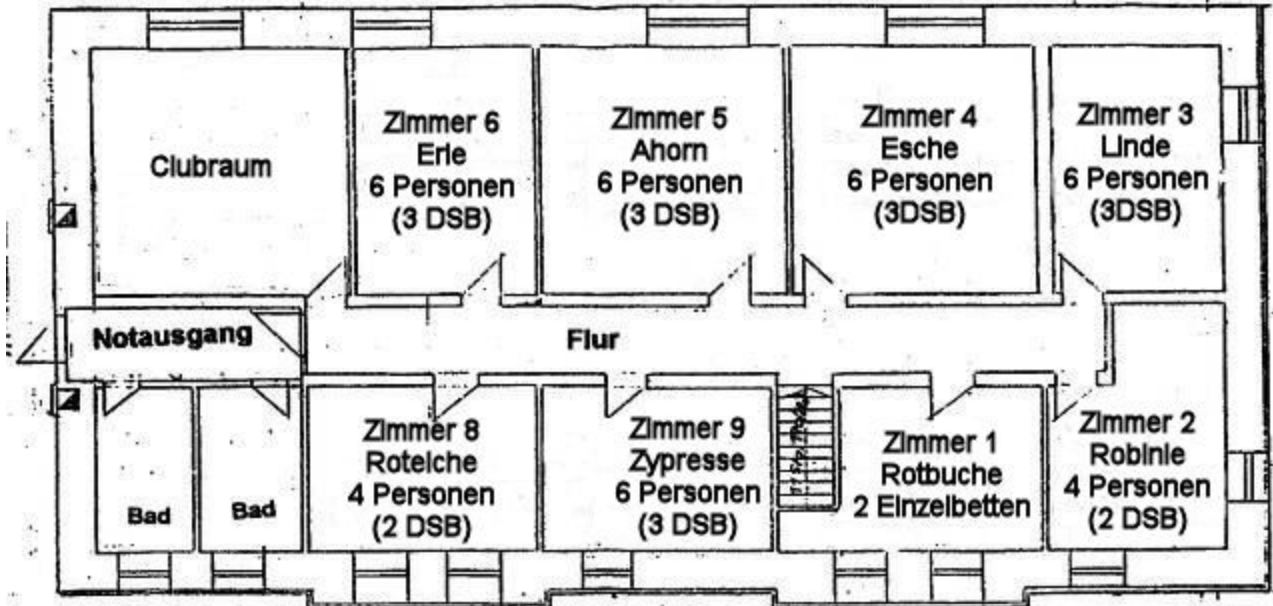 Clubraum
Zimmer 6
Erle
6 Personen
(3 DSB)
Zimmer 5
Ahorn
6 Personen
(3 DSB)
Zimmer 4
Esche
6 Personen
(3DSB)
Zimmer 3
Linde
6 Personen
(3DSB)
Notausgang
Flur
Bad
Bad
Zimmer 8
Roteiche
4 Personen
(2 DSB)
Zimmer 9
Zypresse
6 Personen
(3 DSB)
Zimmer 1
Rotbuche
2 Einzelbetten
Zimmer 2
Robinie
4 Personen
(2 DSB)